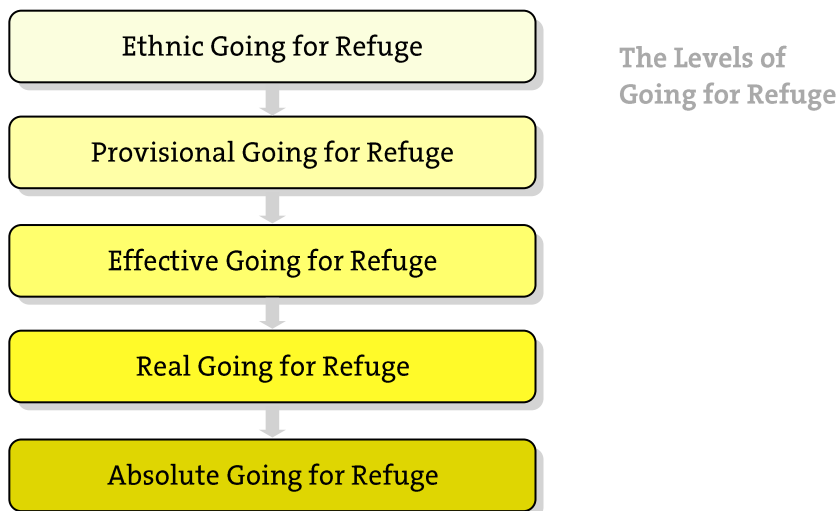 Ethnic Going for Refuge
The Levels of
Going for Refuge
Provisional Going for Refuge
Effective Going for Refuge
Real Going for Refuge
Absolute Going for Refuge